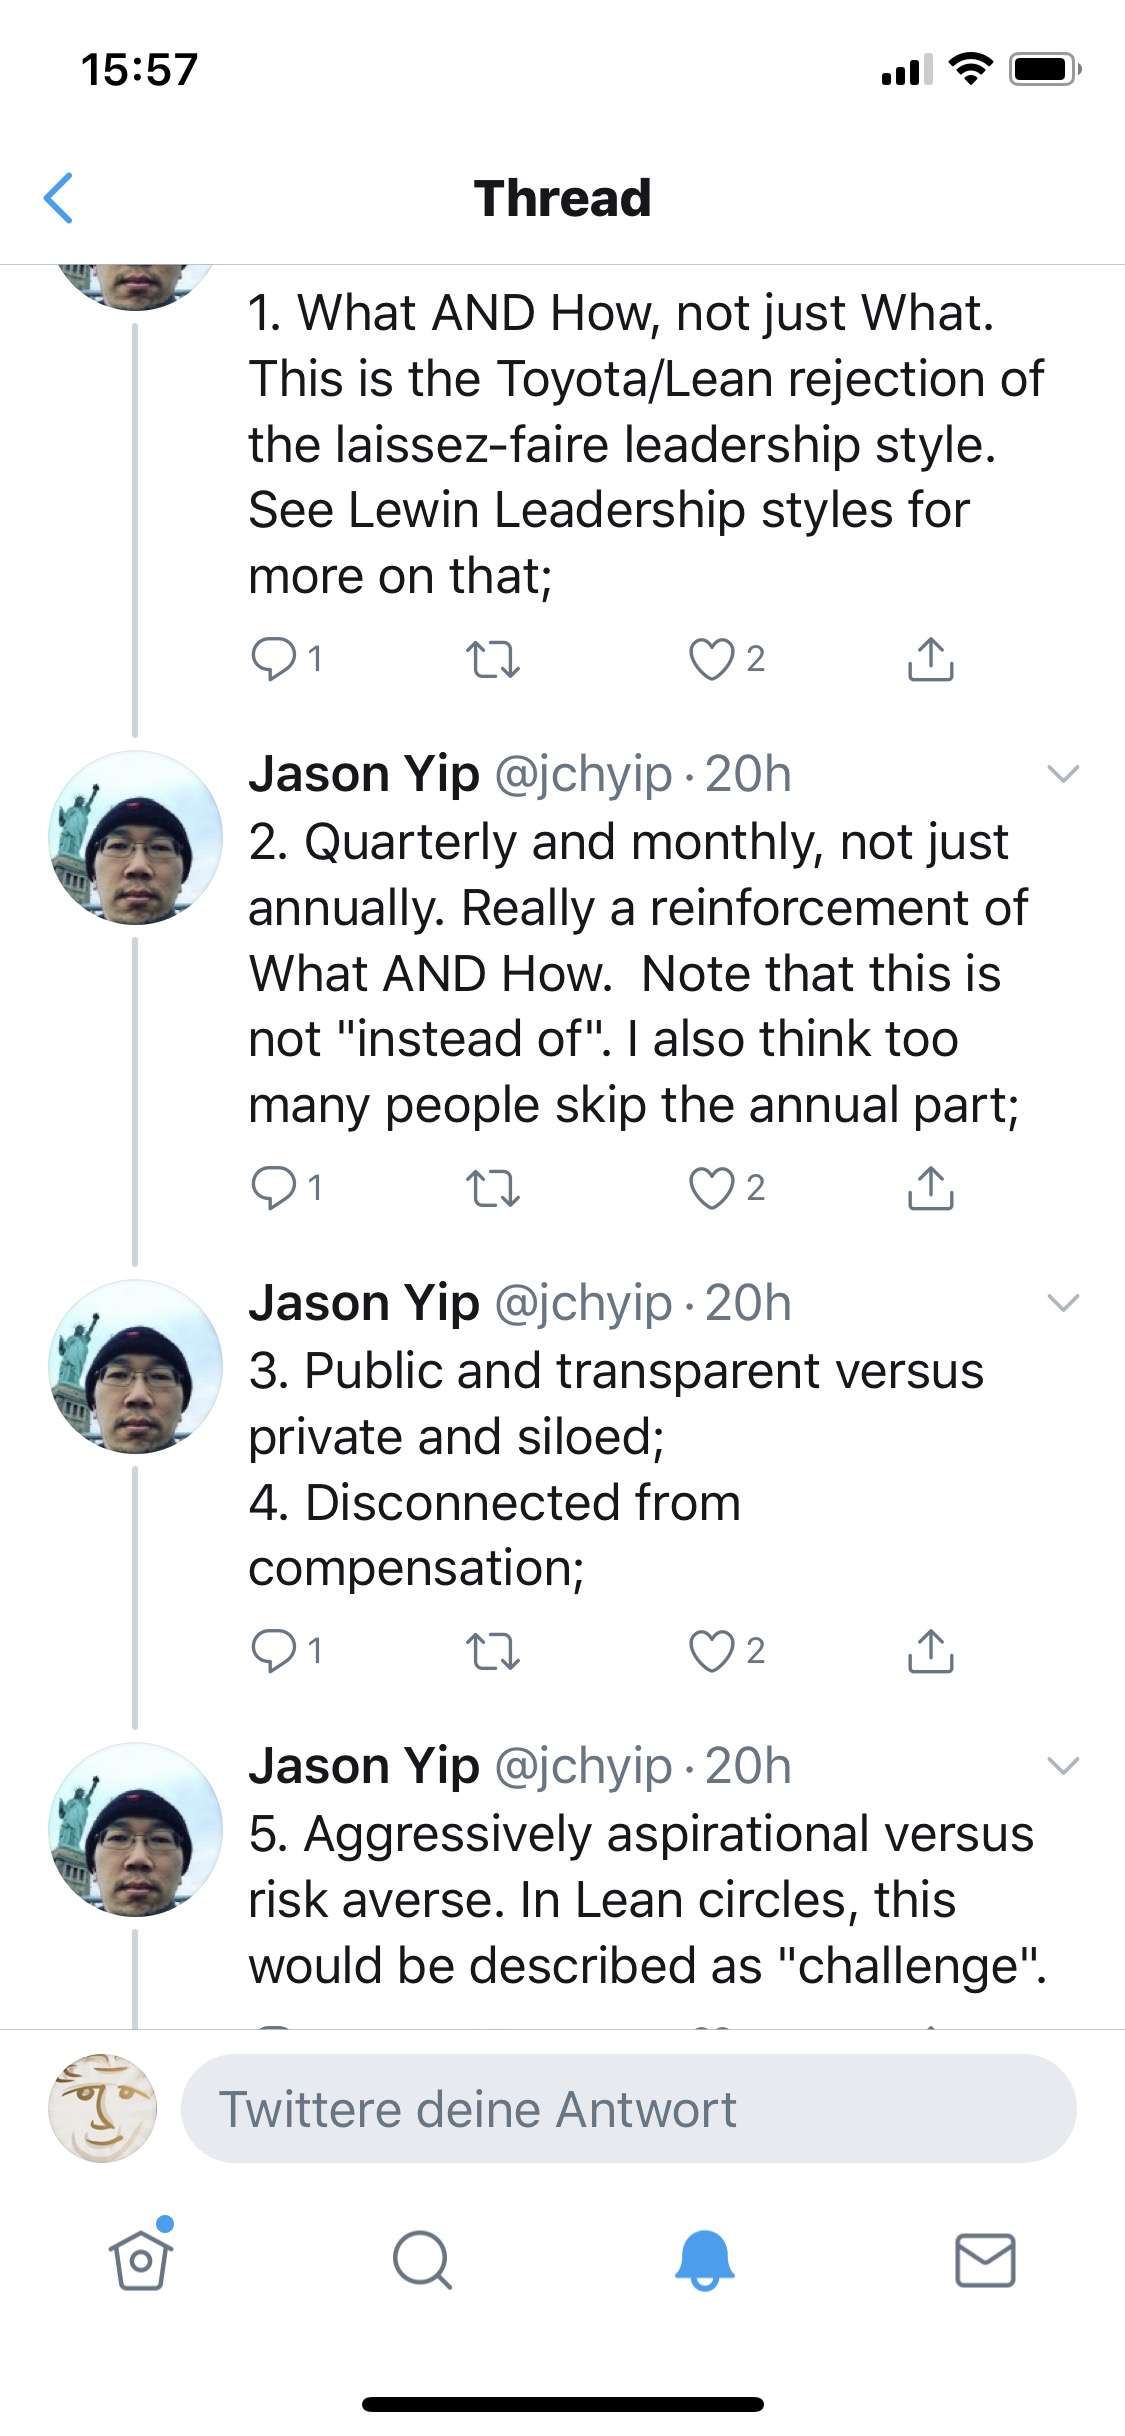 15:57
Thread
1. What AND How, not just What.
This is the Toyota/Lean rejection of
the laissez-faire leadership style.
See Lewin Leadership styles for
more on that;
1 2
Jason Yip @jchyip · 20h
2. Quarterly and monthly, not just
annually. Really a reinforcement of
What AND How.  Note that this is
not "instead of". I also think too
many people skip the annual part;
1 2
Jason Yip @jchyip · 20h
3. Public and transparent versus
private and siloed;
4. Disconnected from
compensation;
1 2
Jason Yip @jchyip · 20h
5. Aggressively aspirational versus
risk averse. In Lean circles, this
would be described as "challenge".
Twittere deine Antwort